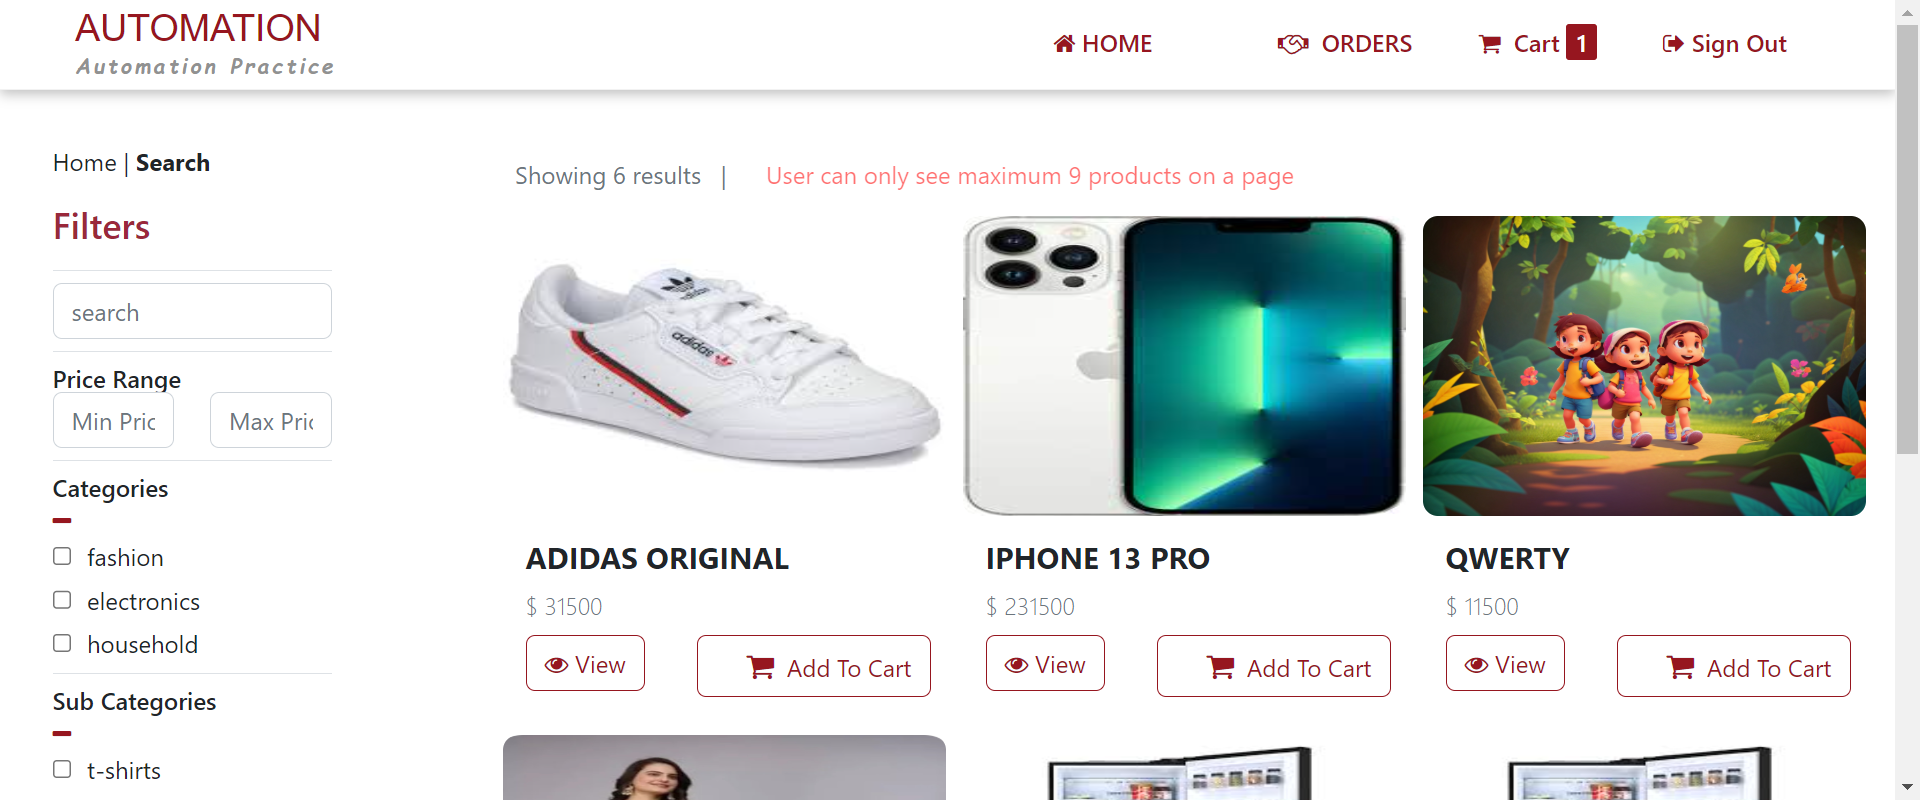 AUTOMATION
Automation Practice
HOME
ORDERS
Cart 1
Sign Out
Home | Search
Filters
search
Price Range
Min Pric
Max Pric
Categories
fashion
electronics
household
Sub Categories
t-shirts
Showing 6 results |
User can only see maximum 9 products on a page
adidas
ADIDAS ORIGINAL
$ 31500
View
Add To Cart
IPHONE 13 PRO
$ 231500
View
Add To Cart
QWERTY
$ 11500
View
Add To Cart